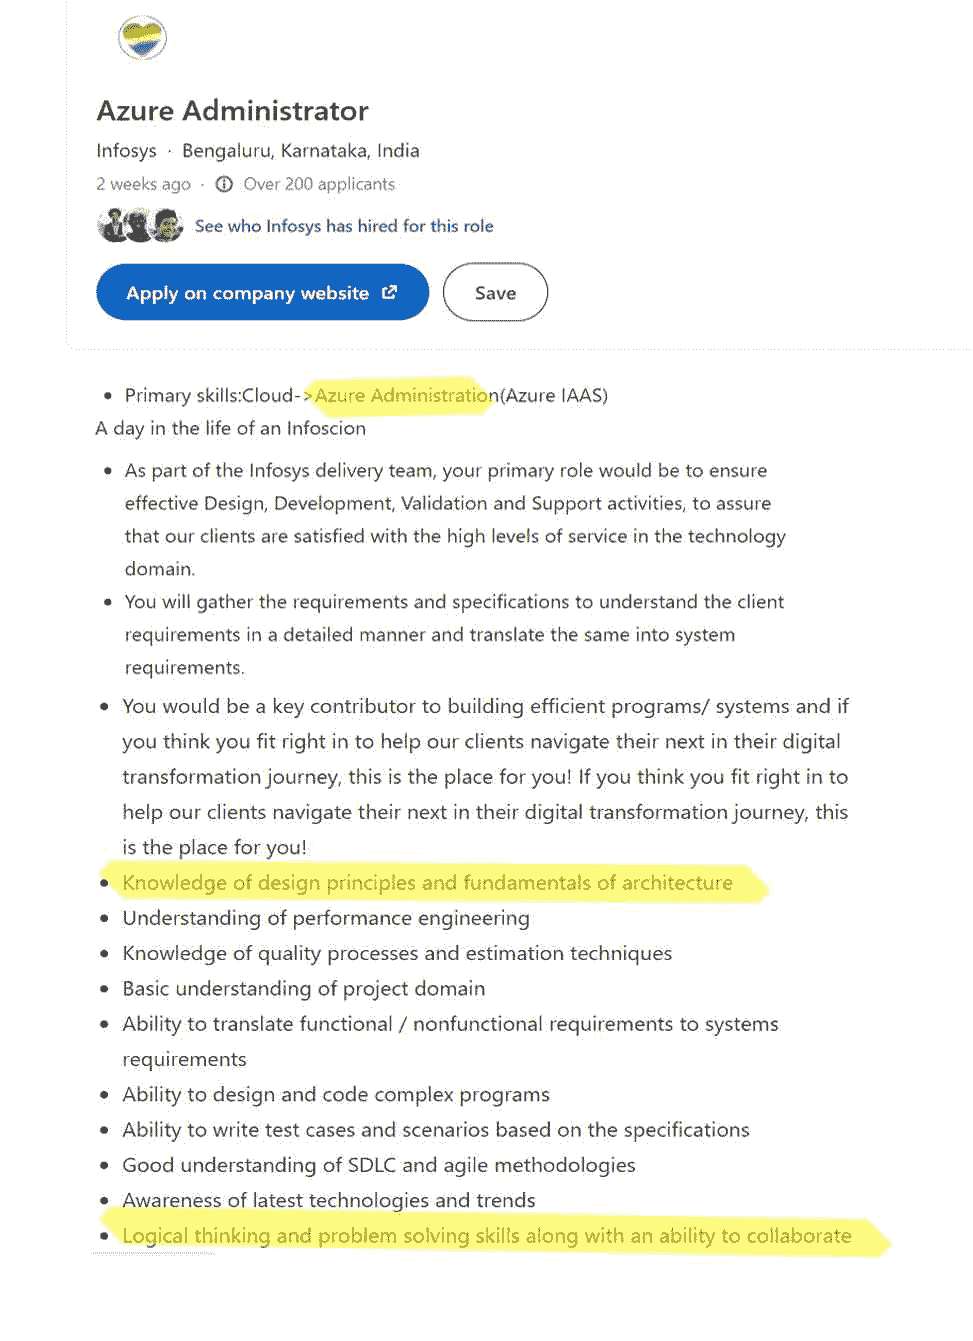 Azure Administrator
Infosys · Bengaluru, Karnataka, India
2 weeks ago · Over 200 applicants
See who Infosys has hired for this role
Apply on company website
Save
• Primary skills:Cloud->Azure Administration(Azure IAAS)
A day in the life of an Infoscion
• As part of the Infosys delivery team, your primary role would be to ensure
effective Design, Development, Validation and Support activities, to assure
that our clients are satisfied with the high levels of service in the technology
domain.
• You will gather the requirements and specifications to understand the client
requirements in a detailed manner and translate the same into system
requirements.
• You would be a key contributor to building efficient programs/ systems and if
you think you fit right in to help our clients navigate their next in their digital
transformation journey, this is the place for you! If you think you fit right in to
help our clients navigate their next in their digital transformation journey, this
is the place for you!
• Knowledge of design principles and fundamentals of architecture
• Understanding of performance engineering
• Knowledge of quality processes and estimation techniques
• Basic understanding of project domain
• Ability to translate functional / nonfunctional requirements to systems
requirements
• Ability to design and code complex programs
• Ability to write test cases and scenarios based on the specifications
• Good understanding of SDLC and agile methodologies
• Awareness of latest technologies and trends
• Logical thinking and problem solving skills along with an ability to collaborate